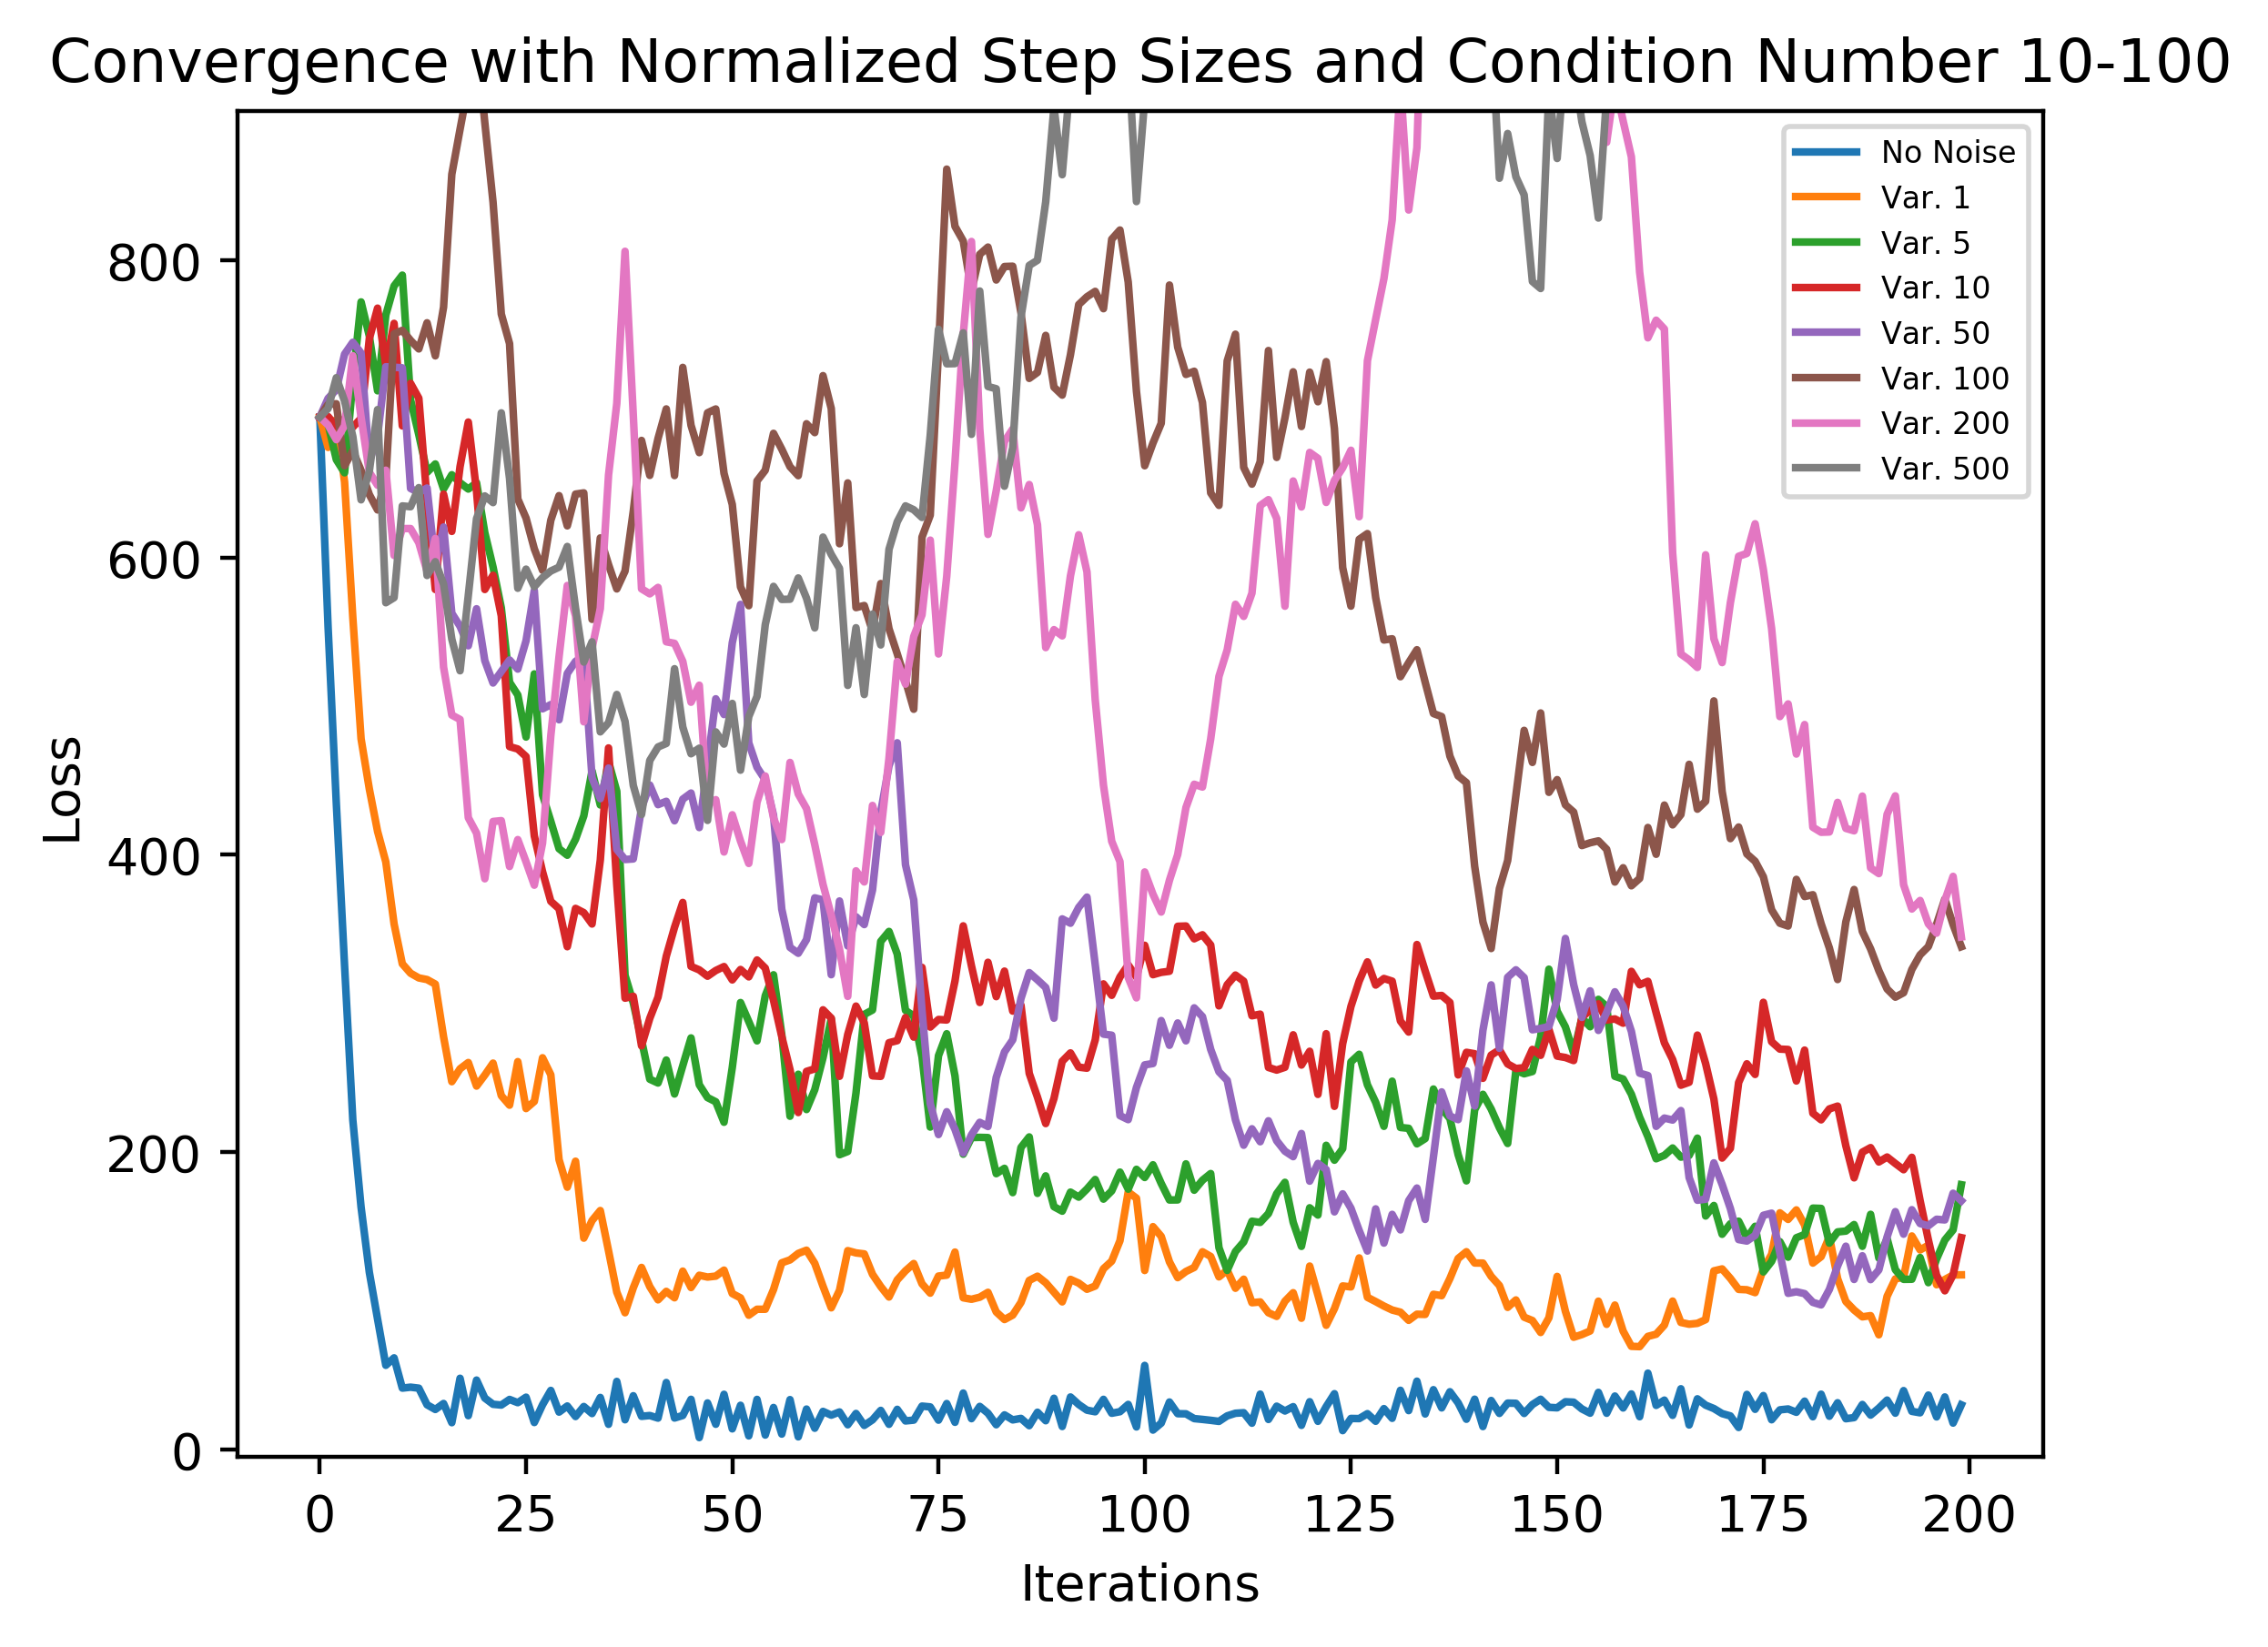 Convergence with Normalized Step Sizes and Condition Number 10-100
No Noise
Var. 1
Var. 5
Var. 10
Var. 50
Var. 100
Var. 200
Var. 500
800
600
400
200
0
Loss
0 25 50 75 100 125 150 175 200
Iterations